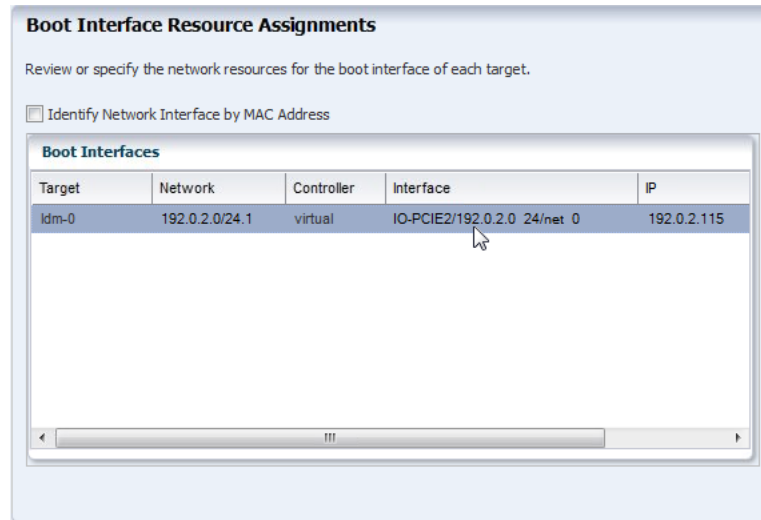 Boot Interface Resource Assignments
Review or specify the network resources for the boot interface of each target.
Identify Network Interface by MAC Address
Boot Interfaces
Target Network Controller Interface IP
ldm-0 192.0.2.0/24.1 virtual IO-PCIE2/192.0.2.0 24/net 0 192.0.2.115